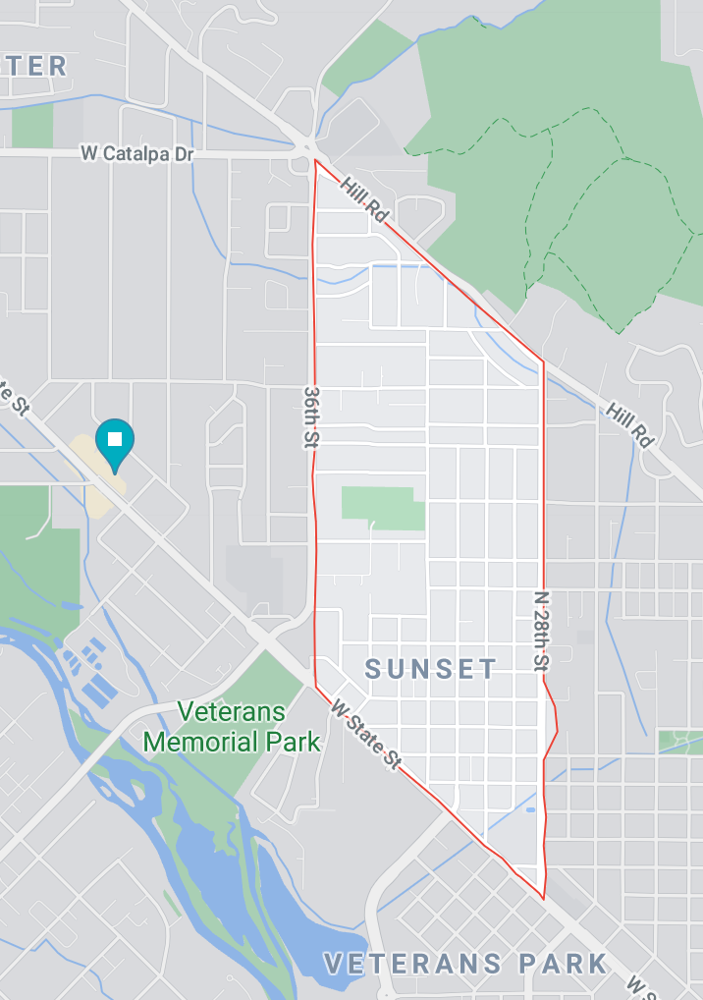 TER
W Catalpa Dr
Hill Rd
te St
36th St
Hill Rd
N 28th St
SUNSET
Veterans
Memorial Park
W State St
VETERANS PARK
W S